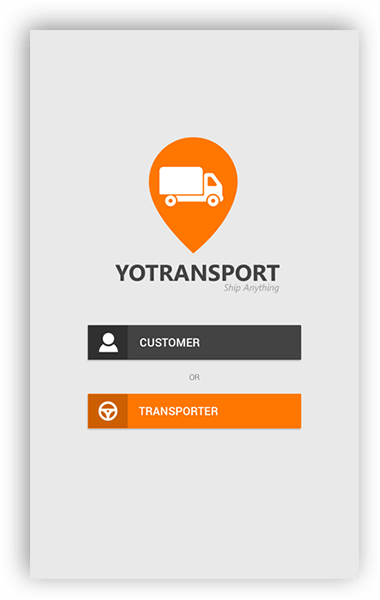 YOTRANSPORT
Ship Anything
CUSTOMER
OR
TRANSPORTER